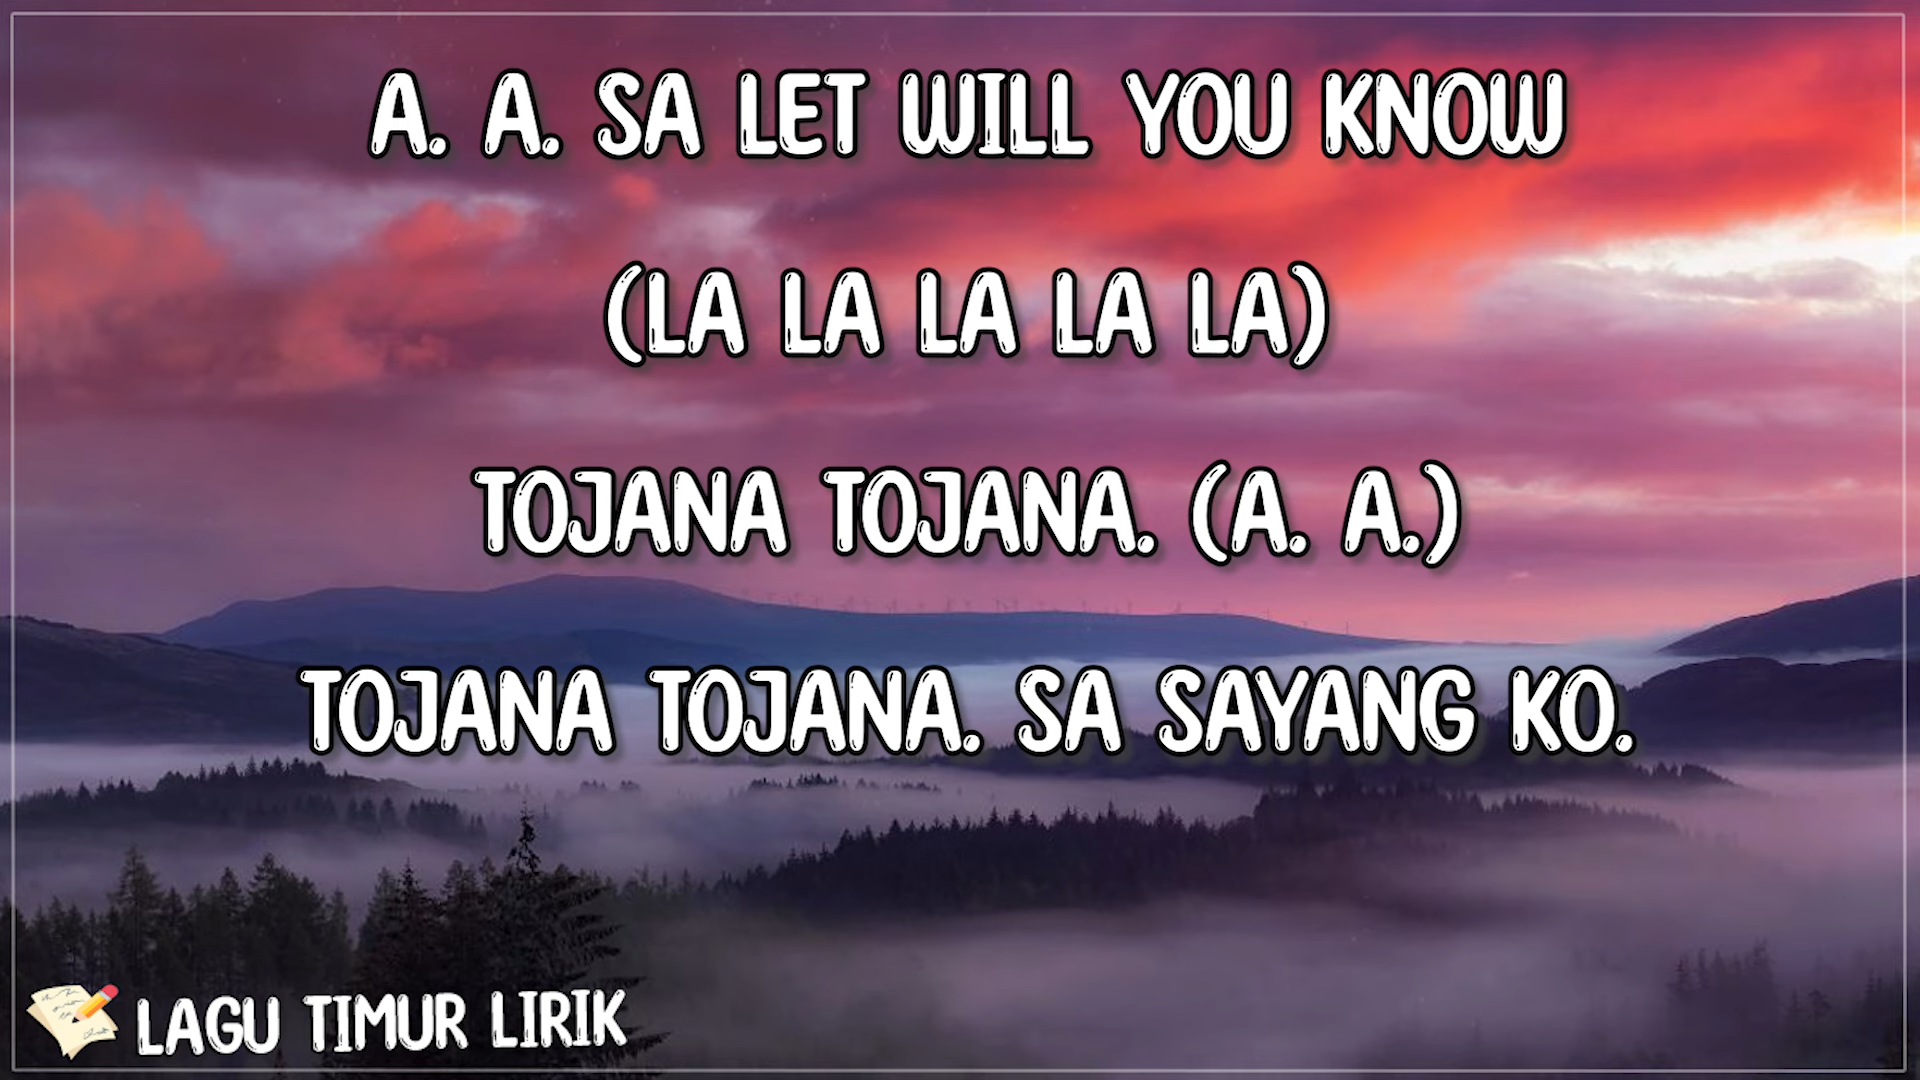 A. A. SA LET WILL YOU KNOW
(LA LA LA LA LA)
TOJANA TOJANA. (A. A.)
TOJANA TOJANA. SA SAYANG KO.
LAGU TIMUR LIRIK